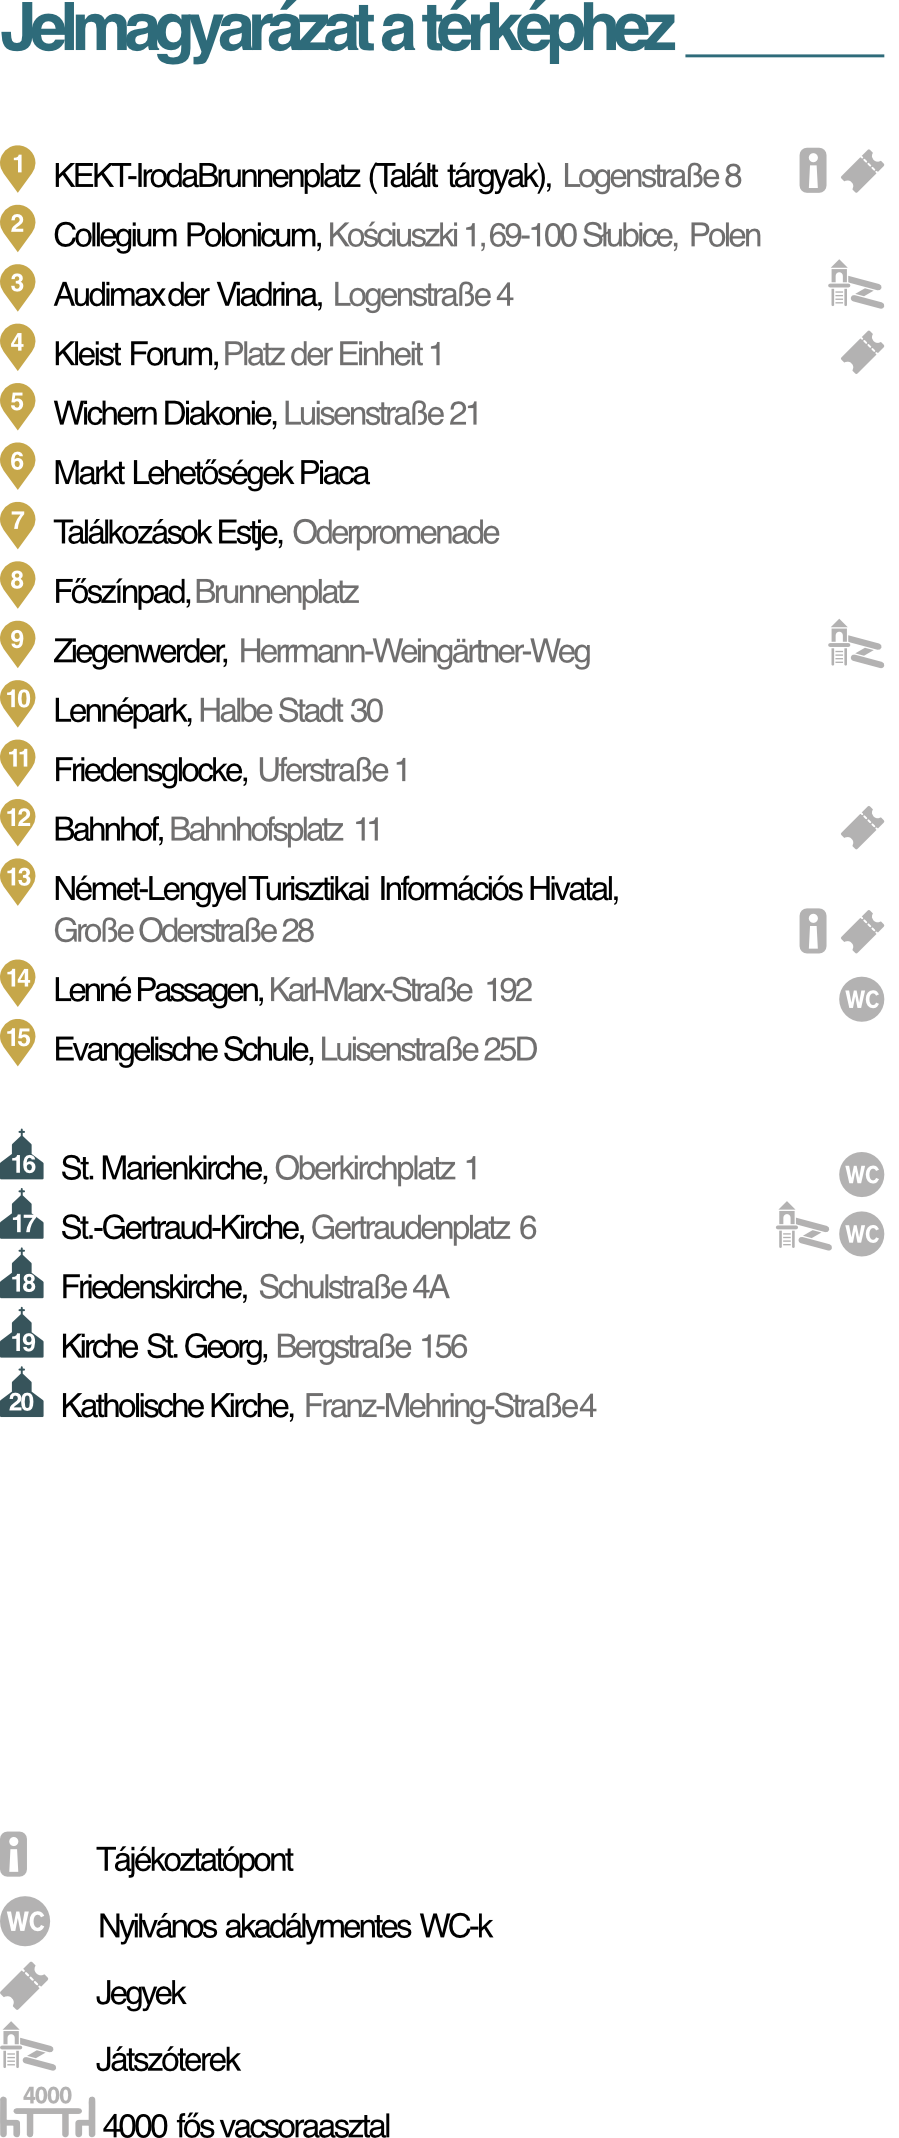 Jelmagyarázat a térképhez
1 KEKT-IrodaBrunnenplatz (Talált tárgyak), Logenstraße 8
2 Collegium Polonicum, Kościuszki 1, 69-100 Słubice, Polen
3 Audimax der Viadrina, Logenstraße 4
4 Kleist Forum, Platz der Einheit 1
5 Wichern Diakonie, Luisenstraße 21
6 Markt Lehetőségek Piaca
7 Találkozások Estje, Oderpromenade
8 Főszínpad, Brunnenplatz
9 Ziegenwerder, Herrmann-Weingärtner-Weg
10 Lennépark, Halbe Stadt 30
11 Friedensglocke, Uferstraße 1
12 Bahnhof, Bahnhofsplatz 11
13 Német-Lengyel Turisztikai Információs Hivatal,
Große Oderstraße 28
14 Lenné Passagen, Karl-Marx-Straße 192 WC
15 Evangelische Schule, Luisenstraße 25D
16 St. Marienkirche, Oberkirchplatz 1 WC
17 St.-Gertraud-Kirche, Gertraudenplatz 6 WC
18 Friedenskirche, Schulstraße 4A
19 Kirche St. Georg, Bergstraße 156
20 Katholische Kirche, Franz-Mehring-Straße 4
Tájékoztatópont
WC Nyilvános akadálymentes WC-k
Jegyek
Játszóterek
4000 4000 fős vacsoraasztal